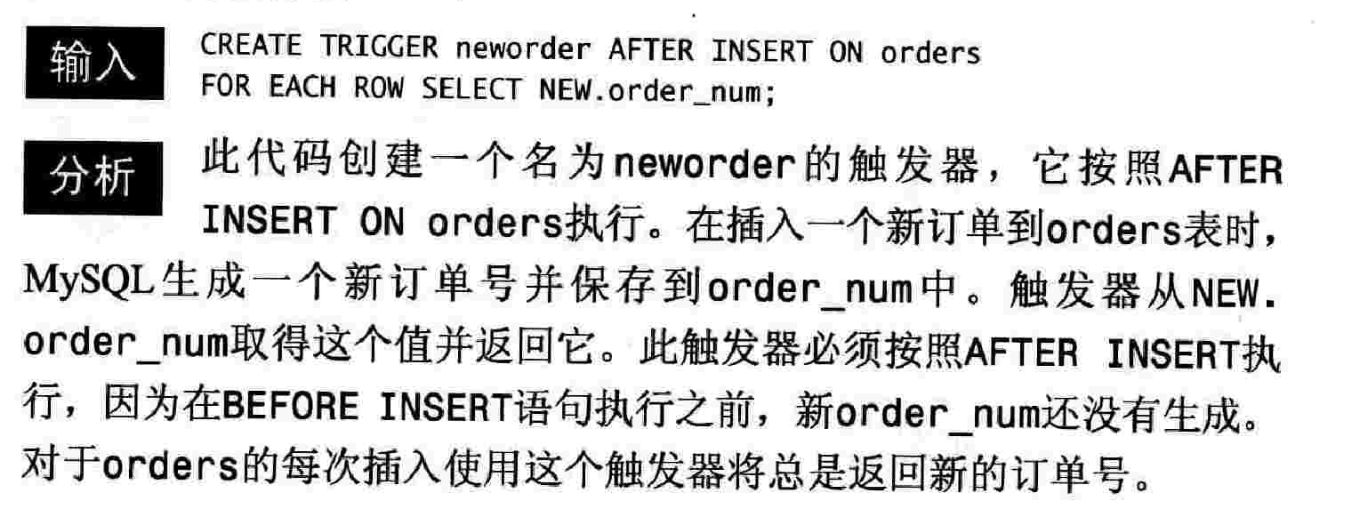 输入 CREATE TRIGGER neworder AFTER INSERT ON orders
FOR EACH ROW SELECT NEW.order_num;
分析 此代码创建一个名为neworder的触发器，它按照AFTER
INSERT ON orders执行。在插入一个新订单到orders表时，
MySQL生成一个新订单号并保存到order_num中。触发器从NEW.
order_num取得这个值并返回它。此触发器必须按照AFTER INSERT执
行，因为在BEFORE INSERT语句执行之前，新order_num还没有生成。
对于orders的每次插入使用这个触发器将总是返回新的订单号。